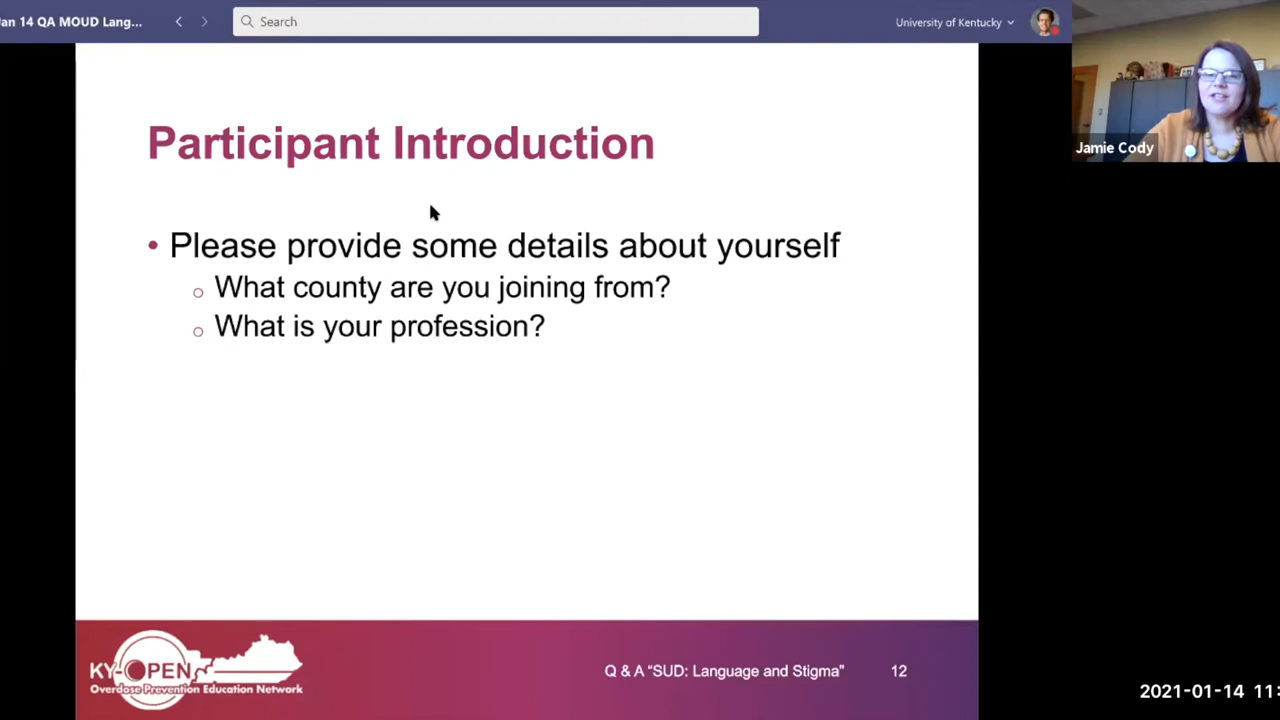 an 14 QA MOUD Lang...
Search
University of Kentucky
Jamie Cody
Participant Introduction
• Please provide some details about yourself
○ What county are you joining from?
○ What is your profession?
KY-OPEN
Overdose Prevention Education Network
Q & A “SUD: Language and Stigma”
12
2021-01-14 11: